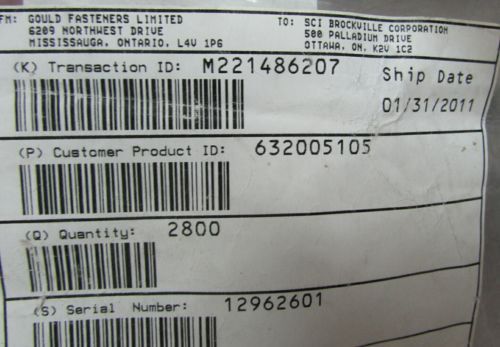 FM: GOULD FASTENERS LIMITED TO: SCI BROCKVILLE CORPORATION
6209 NORTHWEST DRIVE 500 PALLADIUM DRIVE
MISSISSAUGA, ONTARIO, L4V 1P6 OTTAWA, ON, K2V 1C2
(K) Transaction ID: M221486207 Ship Date
01/31/2011
(P) Customer Product ID: 632005105
(Q) Quantity: 2800
(S) Serial Number: 12962601